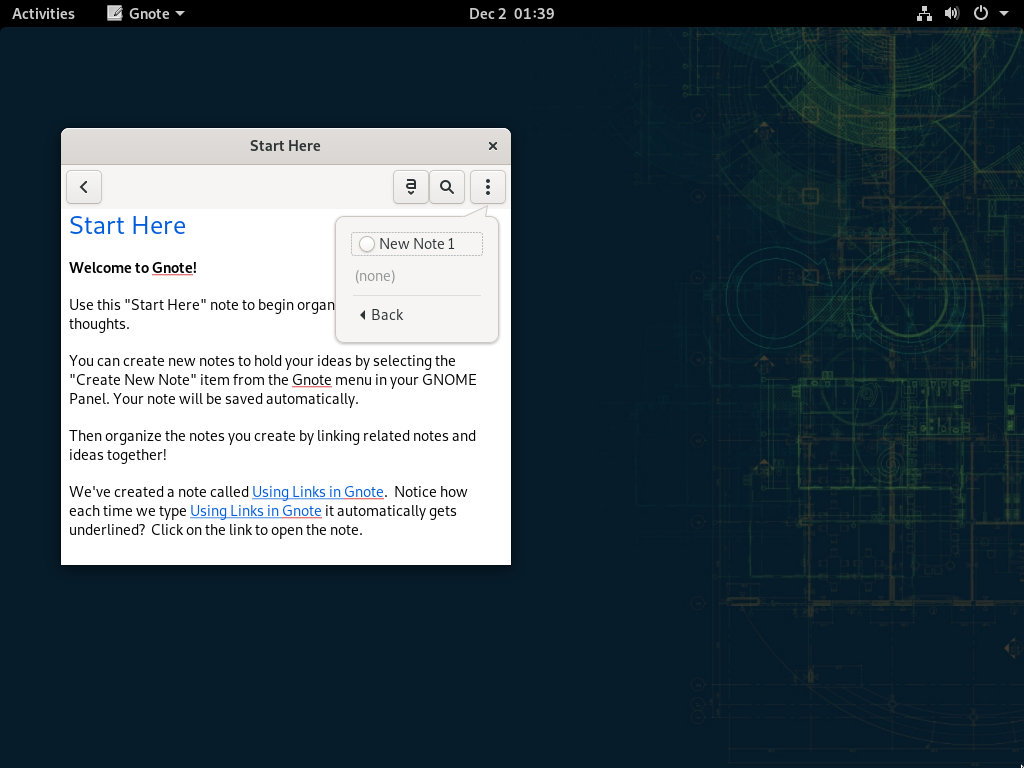 Activities Gnote Dec 2 01:39
Start Here
Start Here
New Note 1
(none)
Back
Welcome to Gnote!
Use this "Start Here" note to begin organ
thoughts.
You can create new notes to hold your ideas by selecting the
"Create New Note" item from the Gnote menu in your GNOME
Panel. Your note will be saved automatically.
Then organize the notes you create by linking related notes and
ideas together!
We've created a note called Using Links in Gnote.  Notice how
each time we type Using Links in Gnote it automatically gets
underlined?  Click on the link to open the note.